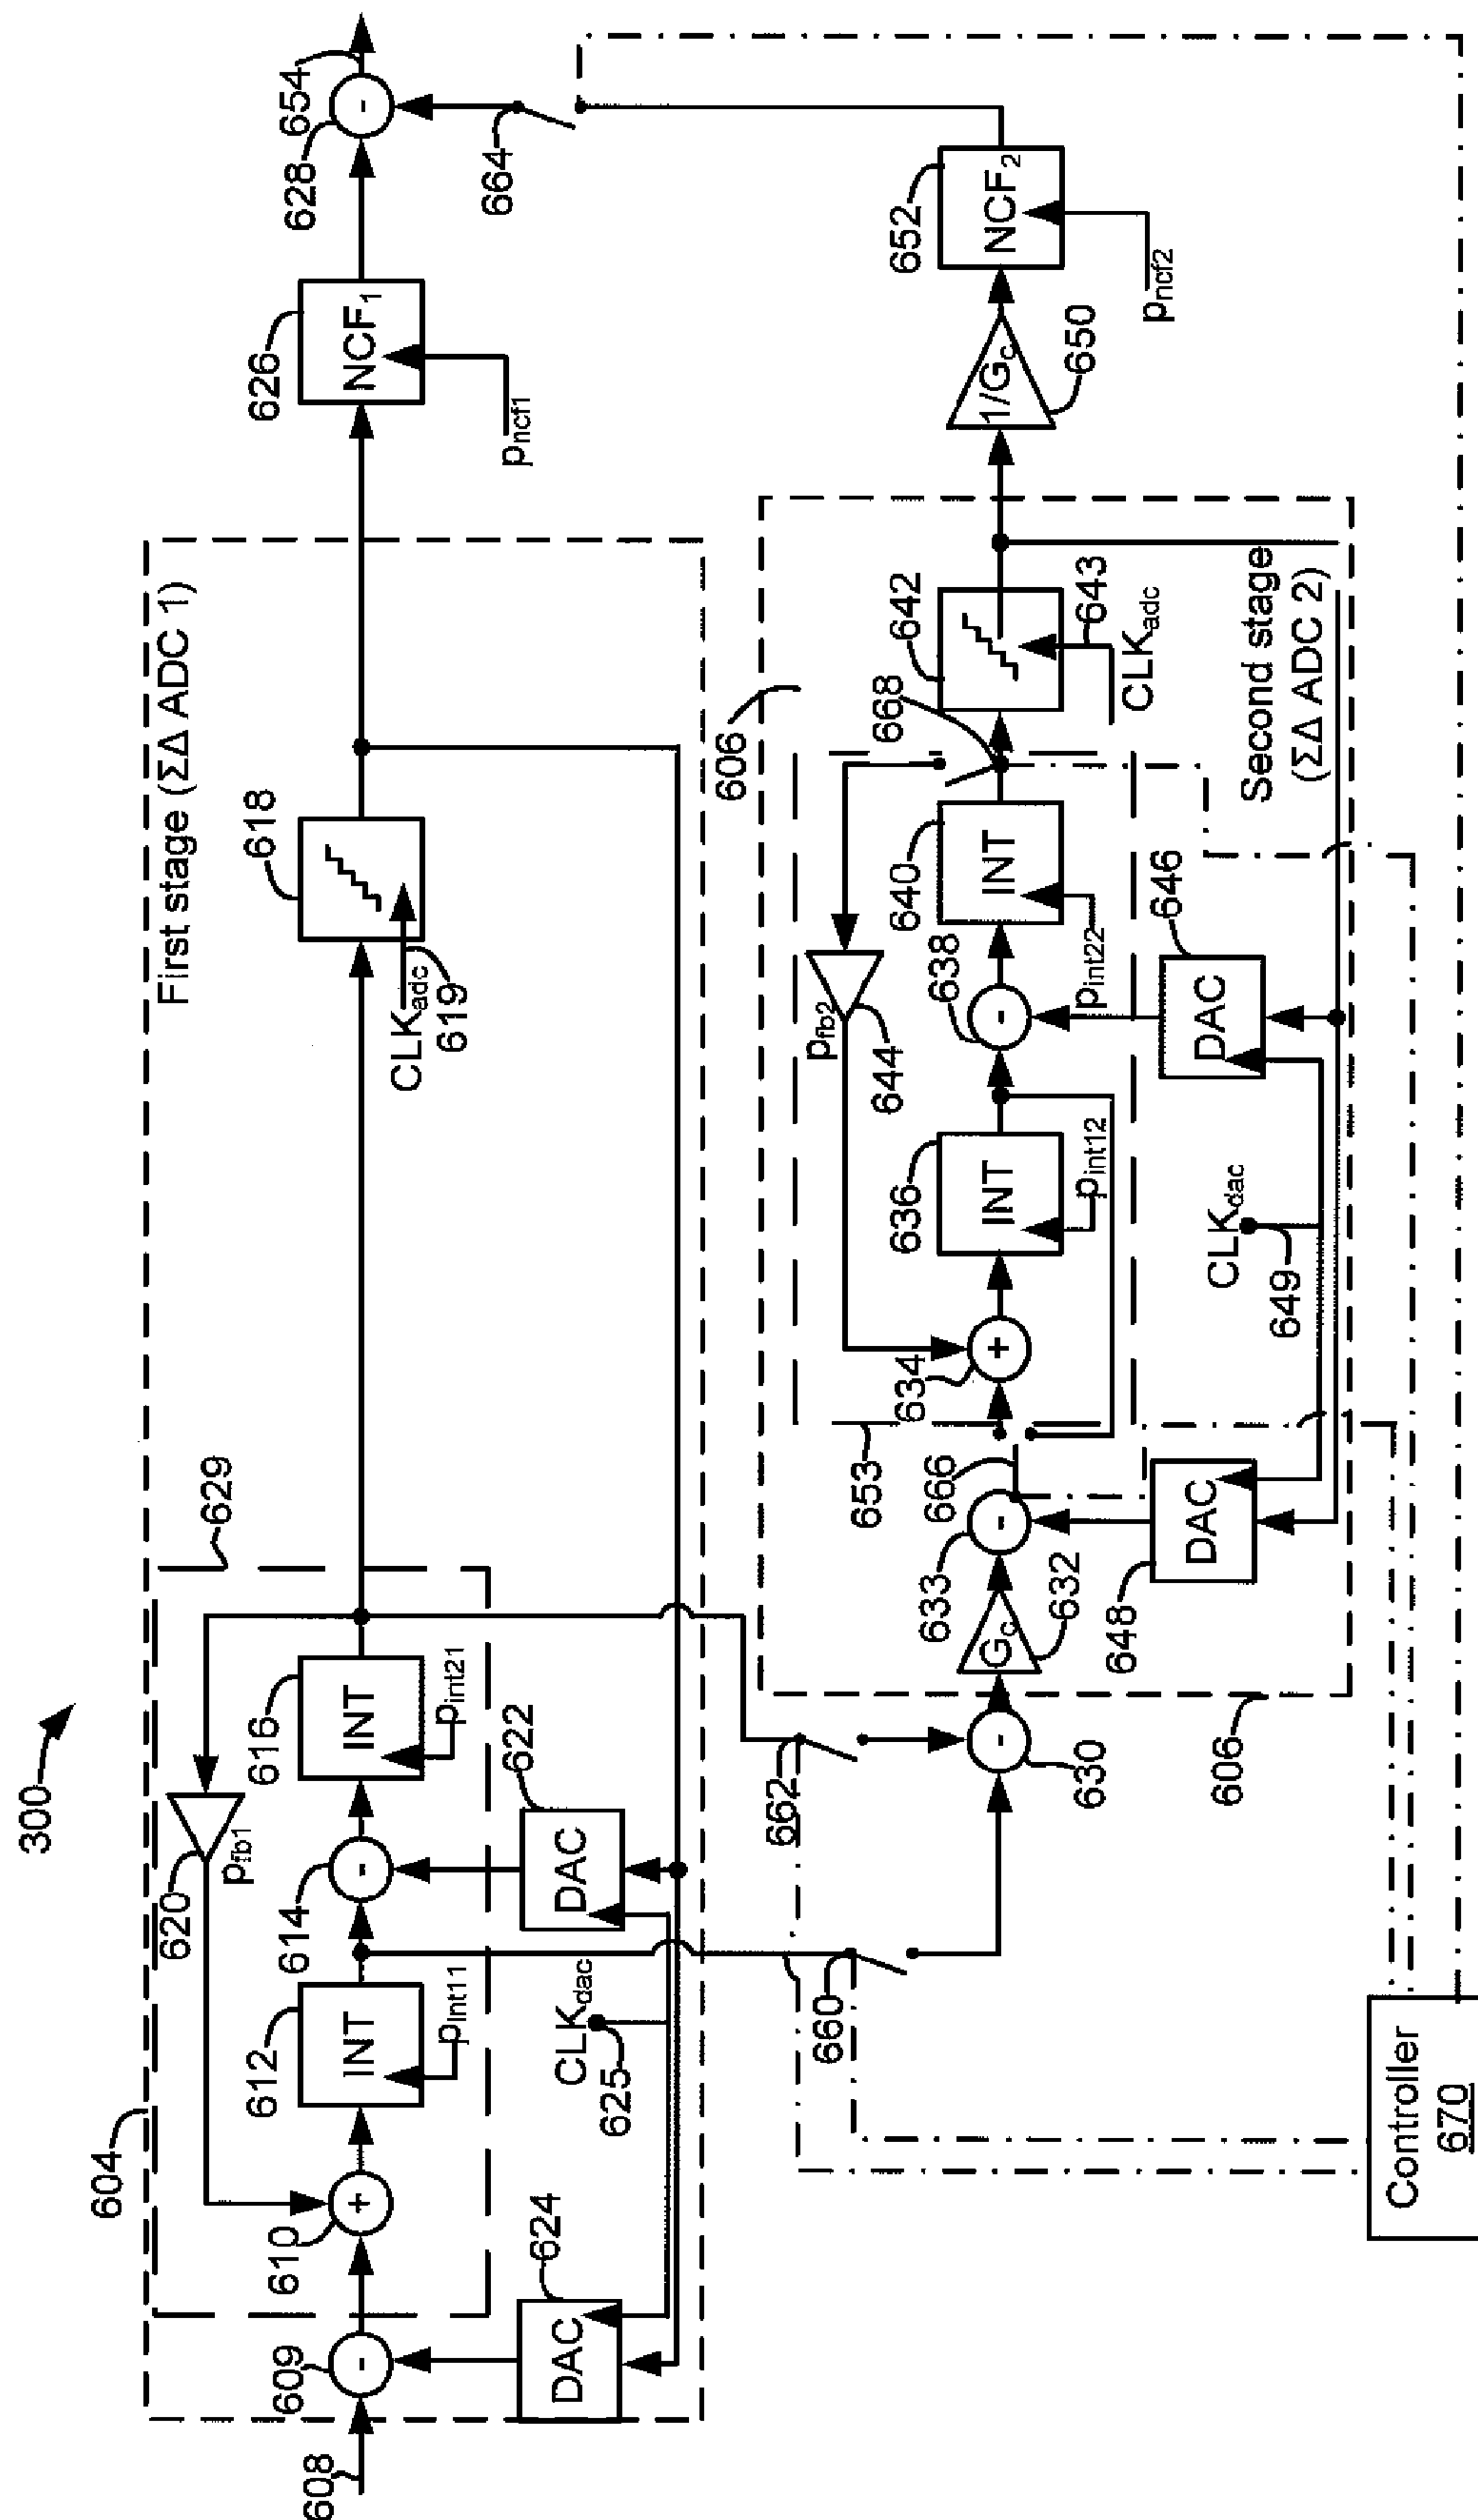 300
604
First stage (ΣΔ ADC 1)
629
608
609
-
610
+
612
INT
pint11
614
-
616
INT
pint21
620
pfb1
618
CLKadc
619
626
NCF1
pncf1
628
-
654
624
DAC
622
DAC
CLKdac
625
664
660
662
630
-
606
632
Gc
633
-
666
653
634
+
636
INT
pint12
638
-
640
INT
pint22
644
pfb2
668
642
643
CLKadc
606
650
1/Gc
652
NCF2
pncf2
648
DAC
646
DAC
CLKdac
649
Second stage
(ΣΔ ADC 2)
Controller
670